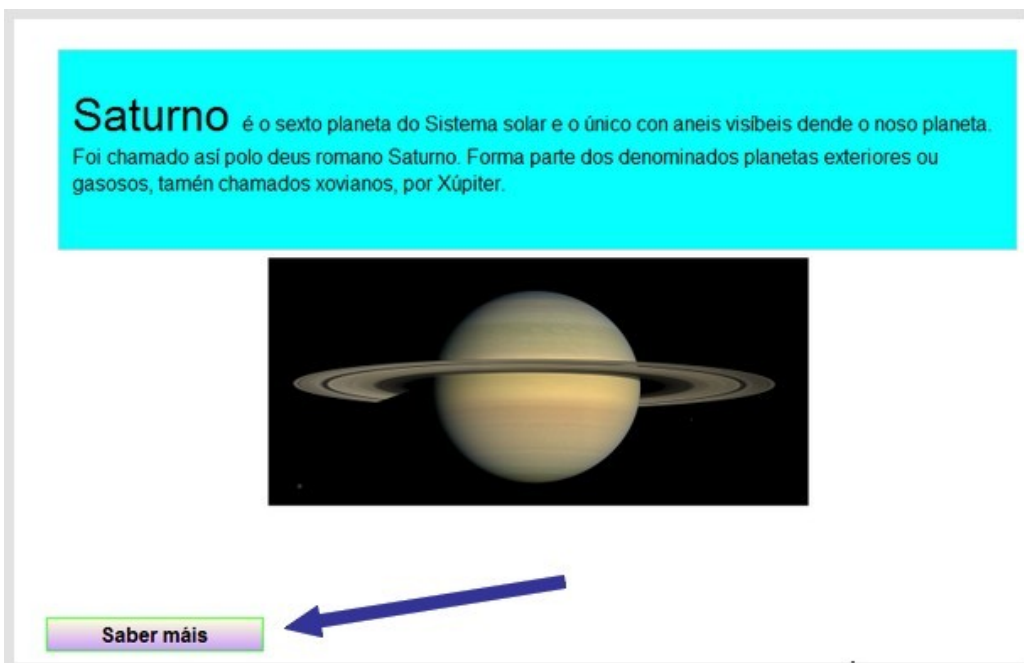 Saturno é o sexto planeta do Sistema solar e o único con aneis visíbeis dende o noso planeta.
Foi chamado así polo deus romano Saturno. Forma parte dos denominados planetas exteriores ou
gasosos, tamén chamados xovianos, por Xúpiter.
Saber máis